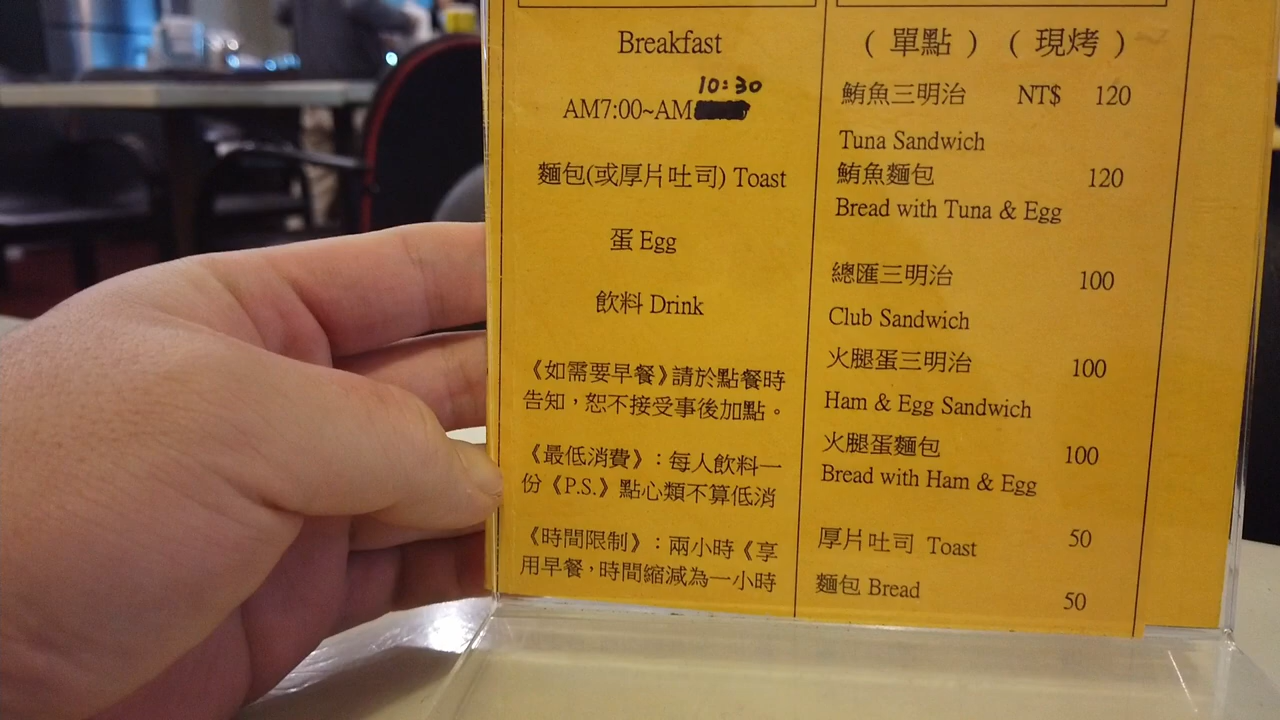 Breakfast
10:30
AM7:00~AM
麵包(或厚片吐司) Toast
蛋 Egg
飲料 Drink
《如需要早餐》請於點餐時
告知，恕不接受事後加點。
《最低消費》：每人飲料一
份《P.S.》點心類不算低消
《時間限制》：兩小時《享
用早餐，時間縮減為一小時
(單點) (現烤)
鮪魚三明治 NT$ 120
Tuna Sandwich
鮪魚麵包 120
Bread with Tuna & Egg
總匯三明治 100
Club Sandwich
火腿蛋三明治 100
Ham & Egg Sandwich
火腿蛋麵包 100
Bread with Ham & Egg
厚片吐司 Toast 50
麵包 Bread 50